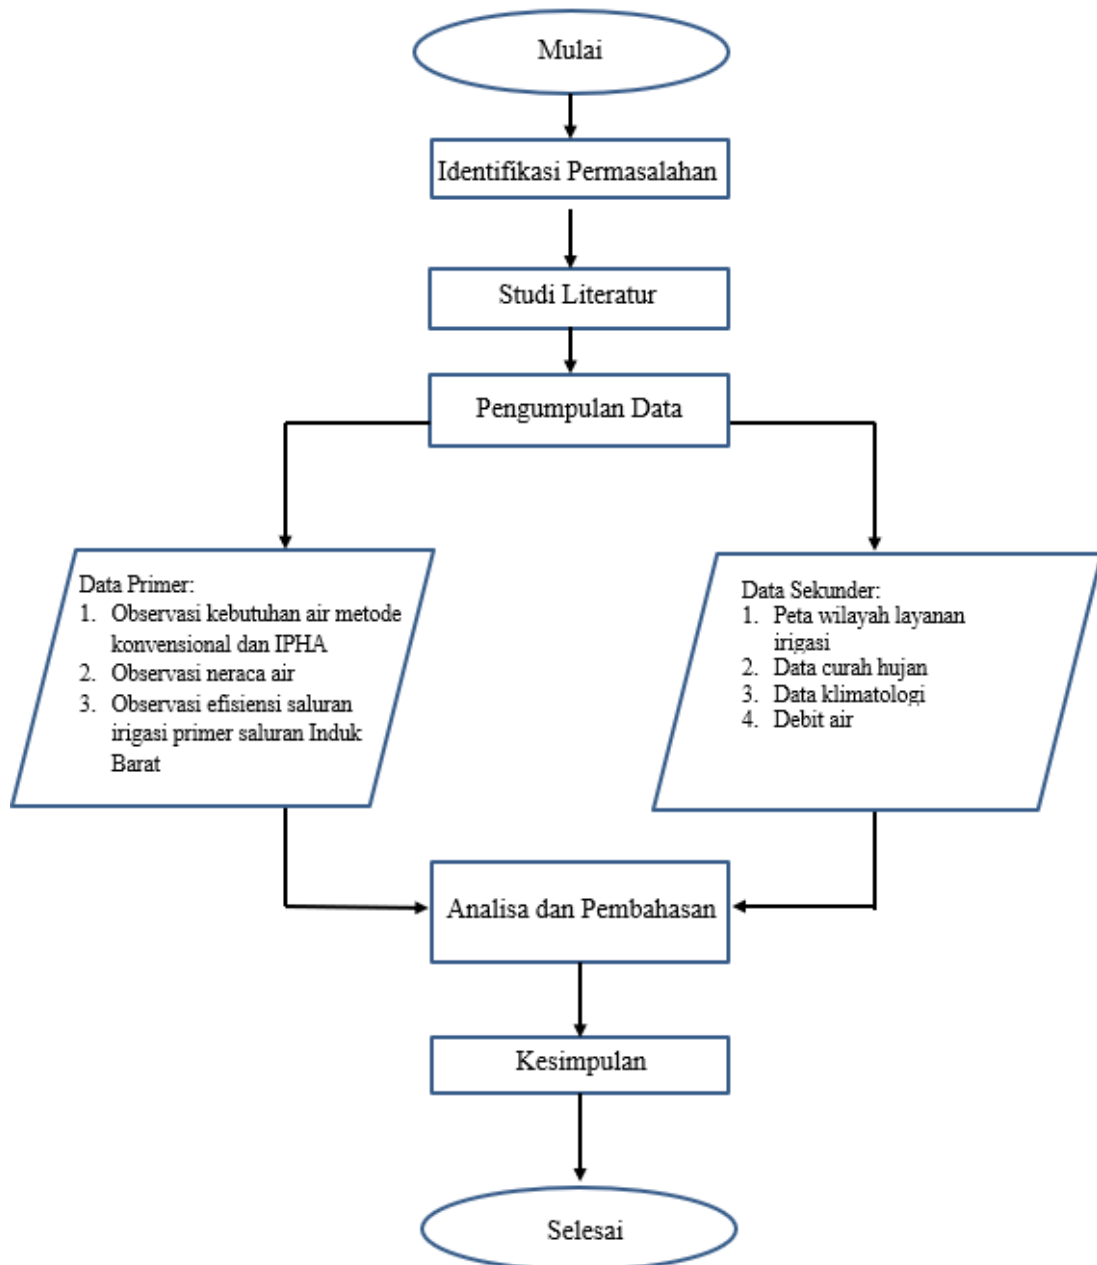 Mulai
Identifikasi Permasalahan
Studi Literatur
Pengumpulan Data
Data Primer:
1. Observasi kebutuhan air metode
konvensional dan IPHA
2. Observasi neraca air
3. Observasi efisiensi saluran
irigasi primer saluran Induk
Barat
Data Sekunder:
1. Peta wilayah layanan
irigasi
2. Data curah hujan
3. Data klimatologi
4. Debit air
Analisa dan Pembahasan
Kesimpulan
Selesai